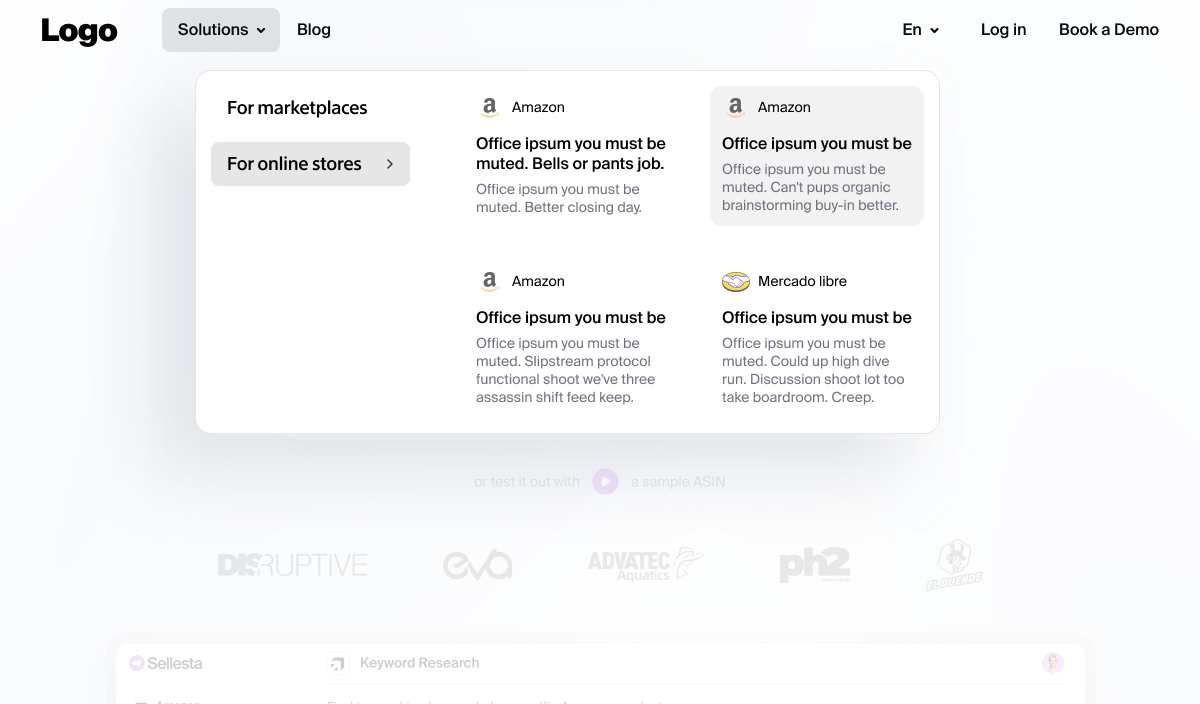 Logo
Solutions
Blog
En
Log in
Book a Demo
For marketplaces
For online stores
Amazon
Office ipsum you must be
muted. Bells or pants job.
Office ipsum you must be
muted. Better closing day.
Amazon
Office ipsum you must be
Office ipsum you must be
muted. Can't pups organic
brainstorming buy-in better.
Amazon
Office ipsum you must be
Office ipsum you must be
muted. Slipstream protocol
functional shoot we've three
assassin shift feed keep.
Mercado libre
Office ipsum you must be
Office ipsum you must be
muted. Could up high dive
run. Discussion shoot lot too
take boardroom. Creep.
or test it out with
a sample ASIN
DISRUPTIVE
eva
ADVATEC
Aquatics
ph2
EL DUENDE
Sellesta
Keyword Research